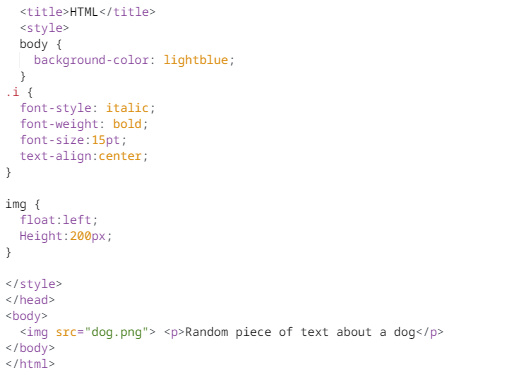 <title>HTML</title>
<style>
body {
background-color: lightblue;
}
.i {
font-style: italic;
font-weight: bold;
font-size:15pt;
text-align:center;
}
img {
float:left;
Height:200px;
}
</style>
</head>
<body>
<img src="dog.png"> <p>Random piece of text about a dog</p>
</body>
</html>